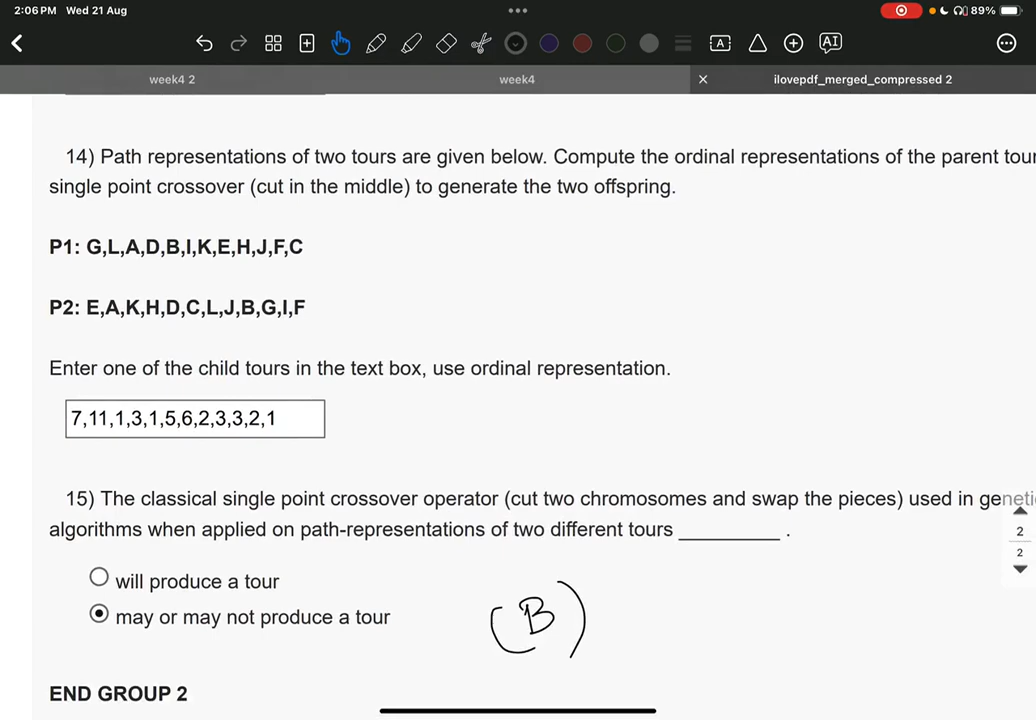 2:06 PM Wed 21 Aug
89%
A
AI
week4 2
week4
ilovepdf_merged_compressed 2
14) Path representations of two tours are given below. Compute the ordinal representations of the parent tour
single point crossover (cut in the middle) to generate the two offspring.
P1: G,L,A,D,B,I,K,E,H,J,F,C
P2: E,A,K,H,D,C,L,J,B,G,I,F
Enter one of the child tours in the text box, use ordinal representation.
7,11,1,3,1,5,6,2,3,3,2,1
15) The classical single point crossover operator (cut two chromosomes and swap the pieces) used in geneti
algorithms when applied on path-representations of two different tours __________ .
2
2
will produce a tour
may or may not produce a tour
(B)
END GROUP 2